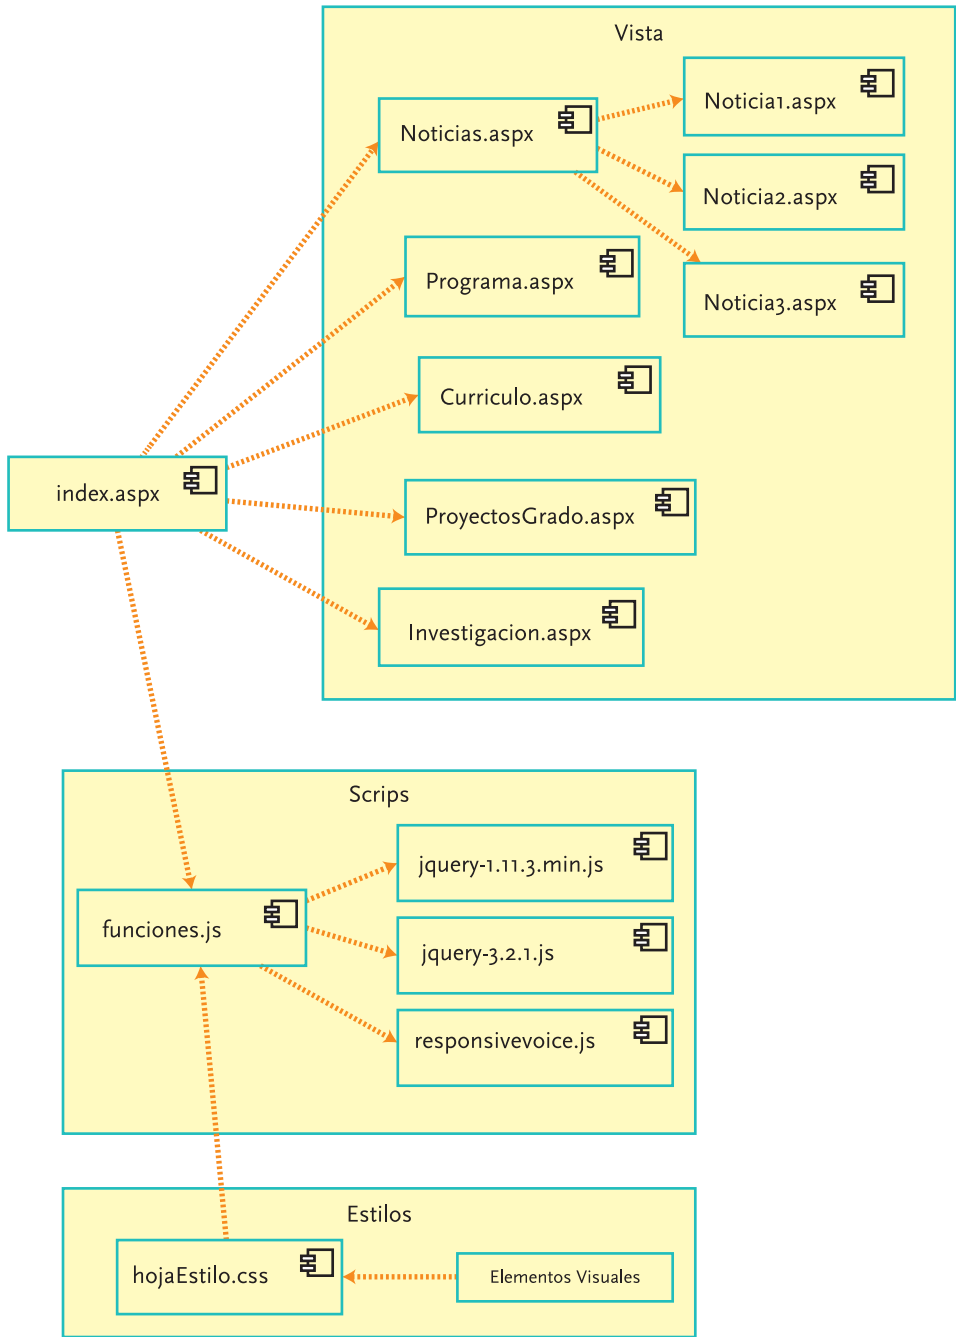 Vista
Noticias.aspx
Noticia1.aspx
Noticia2.aspx
Noticia3.aspx
Programa.aspx
Curriculo.aspx
index.aspx
ProyectosGrado.aspx
Investigacion.aspx
Scrips
jquery-1.11.3.min.js
funciones.js
jquery-3.2.1.js
responsivevoice.js
Estilos
hojaEstilo.css
Elementos Visuales